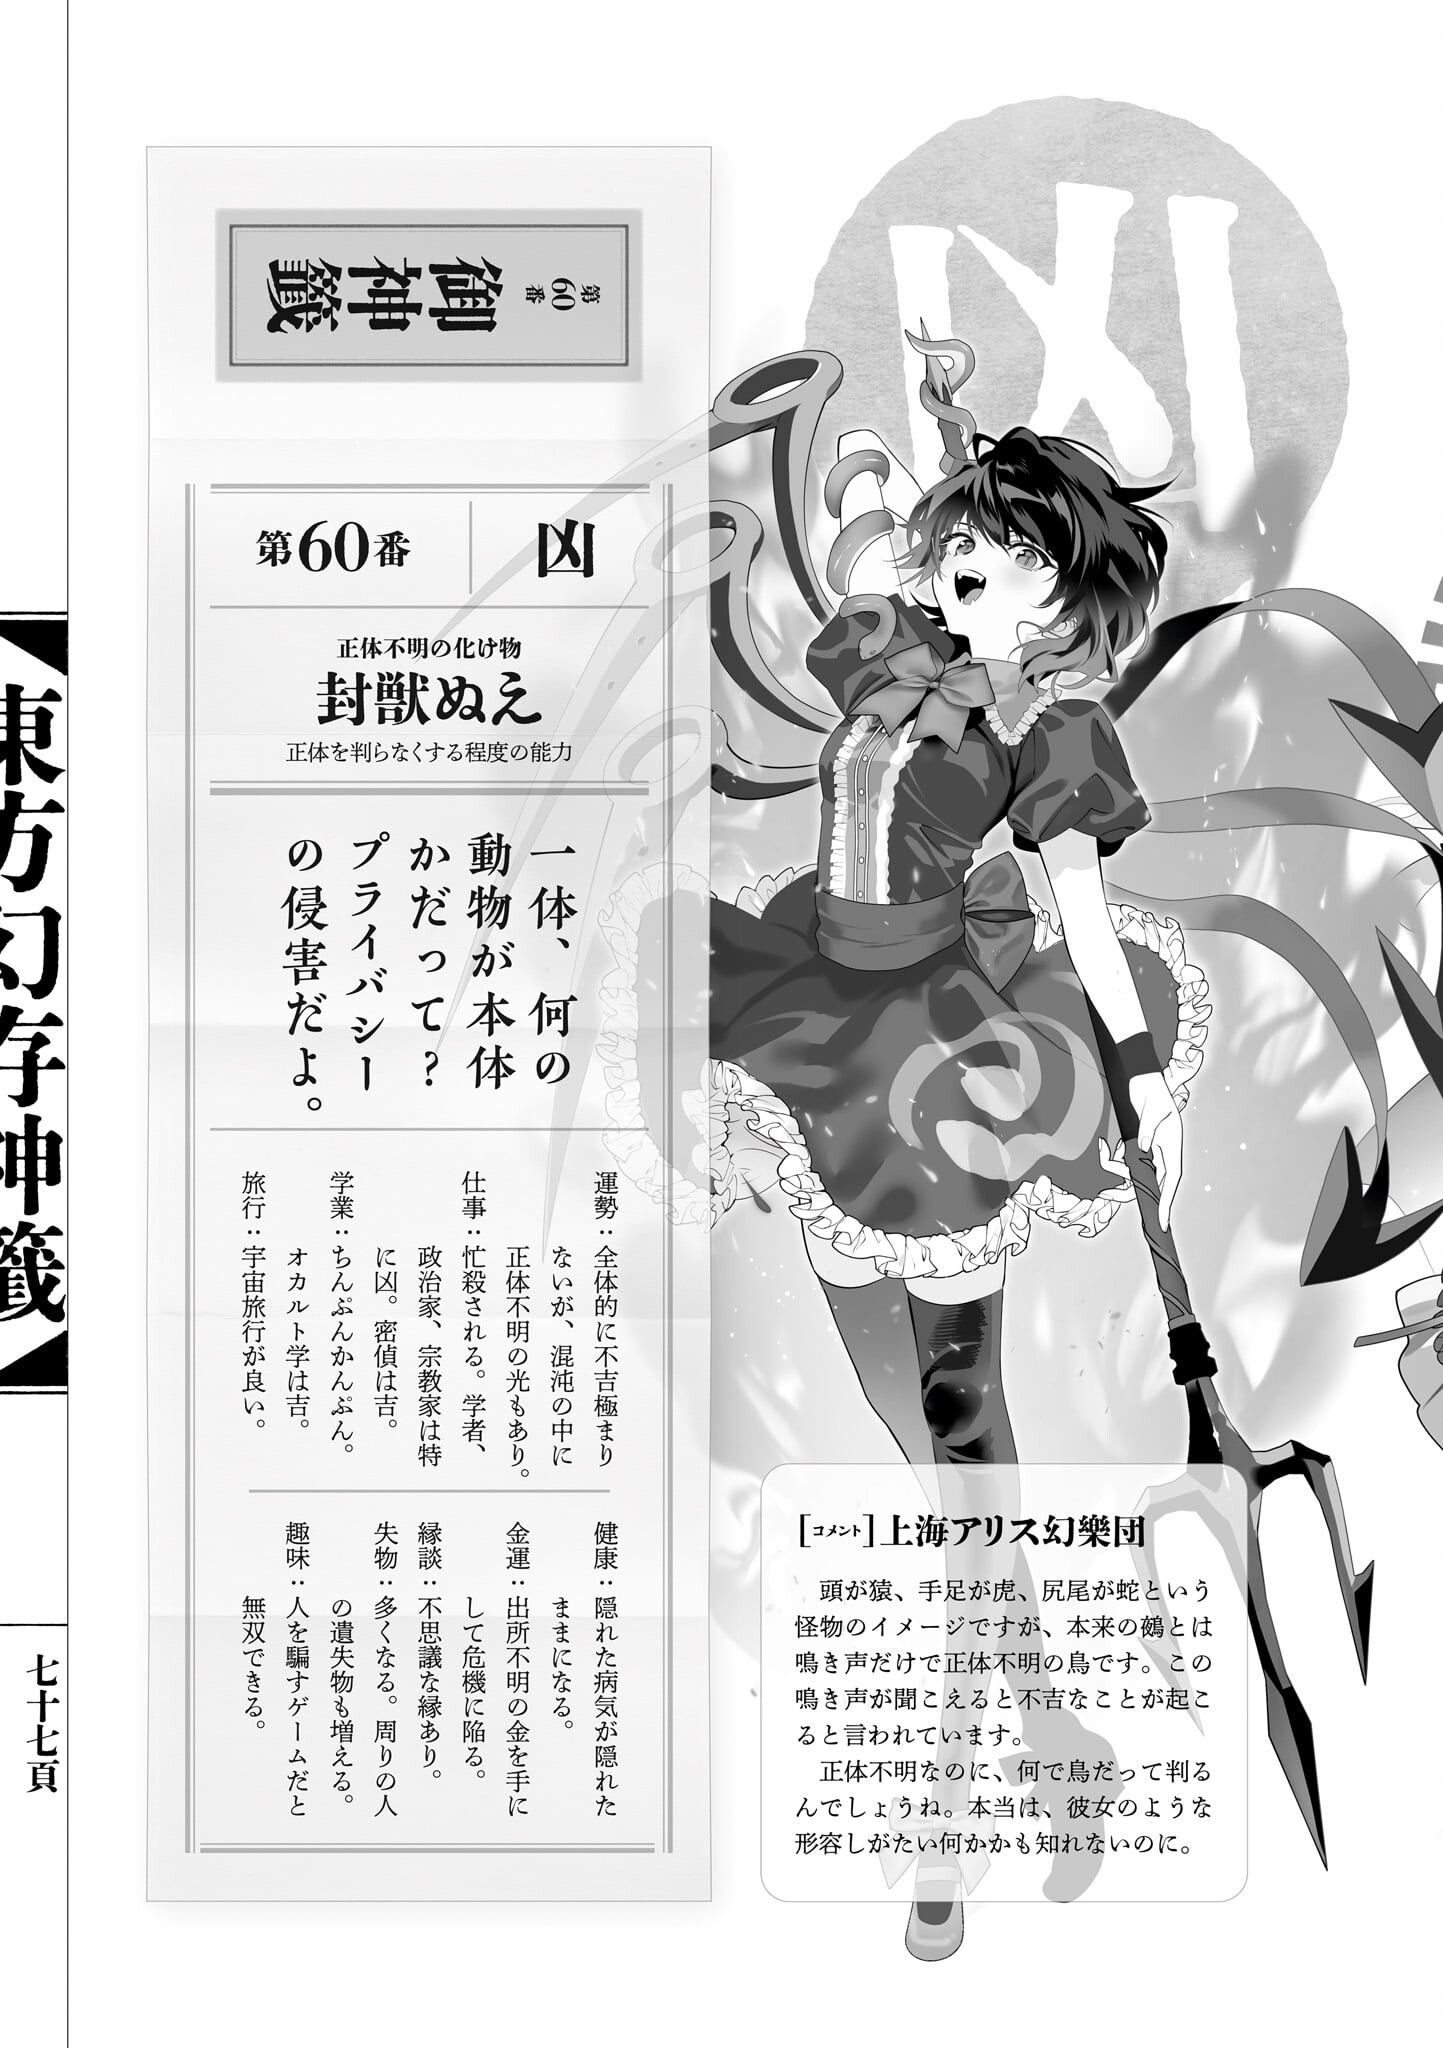 御神籤
第60番
第60番
凶
正体不明の化け物
封獣ぬえ
正体を判らなくする程度の能力
一体、何の
動物が本体
かだって?
プライバシー
の侵害だよ。
運勢:全体的に不吉極まり
ないが、混沌の中に
正体不明の光もあり。
仕事:忙殺される。学者、
政治家、宗教家は特
に凶。密偵は吉。
学業:ちんぷんかんぷん。
オカルト学は吉。
旅行:宇宙旅行が良い。
健康:隠れた病気が隠れた
ままになる。
金運:出所不明の金を手に
して危機に陥る。
縁談:不思議な縁あり。
失物:多くなる。周りの人
の遺失物も増える。
趣味:人を騙すゲームだと
無双できる。
凶
[コメント]上海アリス幻樂団
頭が猿、手足が虎、尻尾が蛇という
怪物のイメージですが、本来の鵺とは
鳴き声だけで正体不明の鳥です。この
鳴き声が聞こえると不吉なことが起こ
ると言われています。
正体不明なのに、何で鳥だって判る
んでしょうね。本当は、彼女のような
形容しがたい何かかも知れないのに。
【東方幻存神籤】
七十七頁